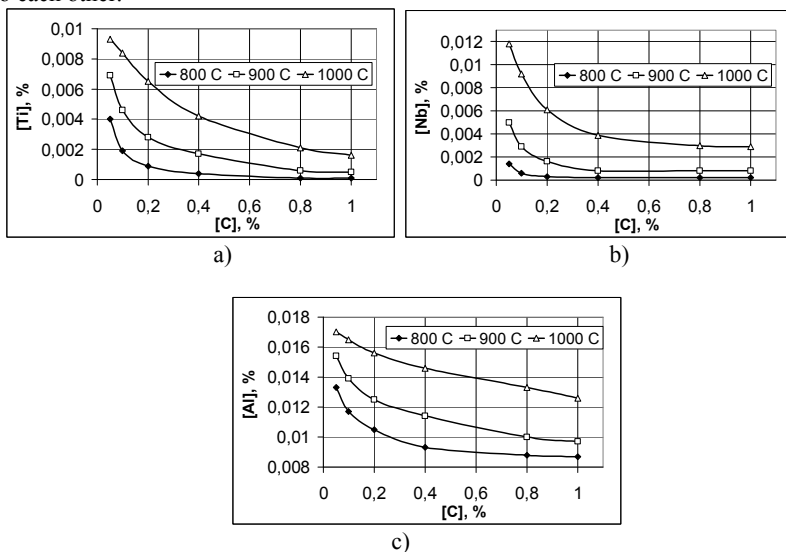 o each other.
0,01
0,008
0,006
0,004
0,002
0
[Ti], %
800 C 900 C 1000 C
0 0,2 0,4 0,6 0,8 1
[C], %
a)
0,012
0,01
0,008
0,006
0,004
0,002
0
[Nb], %
800 C 900 C 1000 C
0 0,2 0,4 0,6 0,8 1
[C], %
b)
0,018
0,016
0,014
0,012
0,01
0,008
[Al], %
800 C 900 C 1000 C
0 0,2 0,4 0,6 0,8 1
[C], %
c)